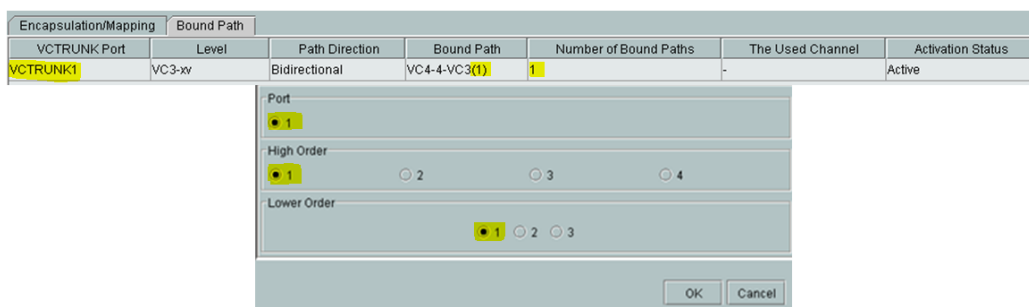 Encapsulation/Mapping Bound Path
VCTRUNK Port Level Path Direction Bound Path Number of Bound Paths The Used Channel Activation Status
VCTRUNK1 VC3-xv Bidirectional VC4-4-VC3(1) 1 - Active
Port
1
High Order
1 2 3 4
Lower Order
1 2 3
OK Cancel